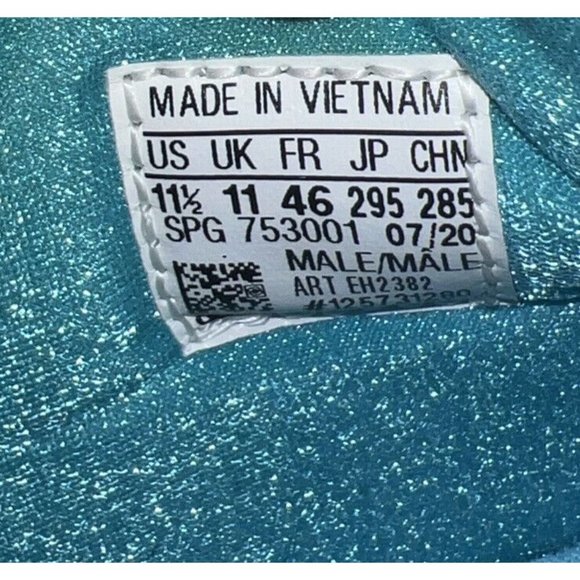 MADE IN VIETNAM
US UK FR JP CHN
11½ 11 46 295 285
SPG 753001 07/20
MALE/MÂLE
ART EH2382